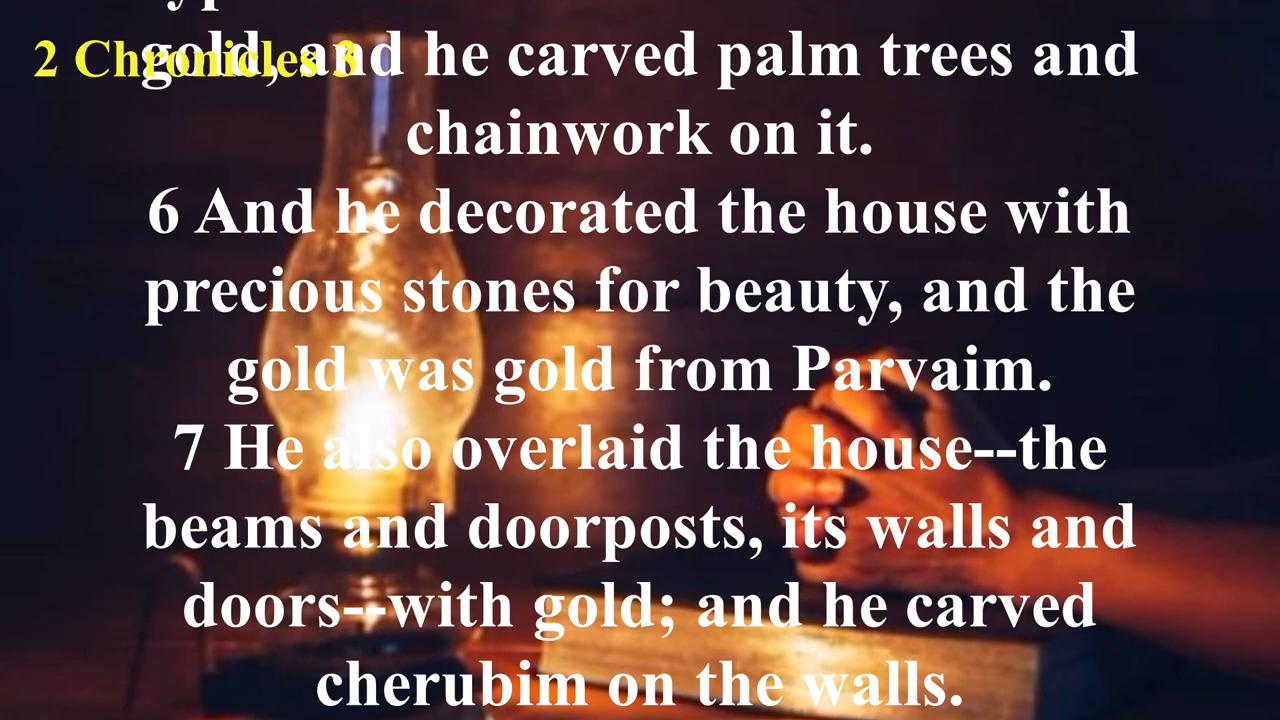 2 Chronicles 3
gold, and he carved palm trees and
chainwork on it.
6 And he decorated the house with
precious stones for beauty, and the
gold was gold from Parvaim.
7 He also overlaid the house--the
beams and doorposts, its walls and
doors--with gold; and he carved
cherubim on the walls.